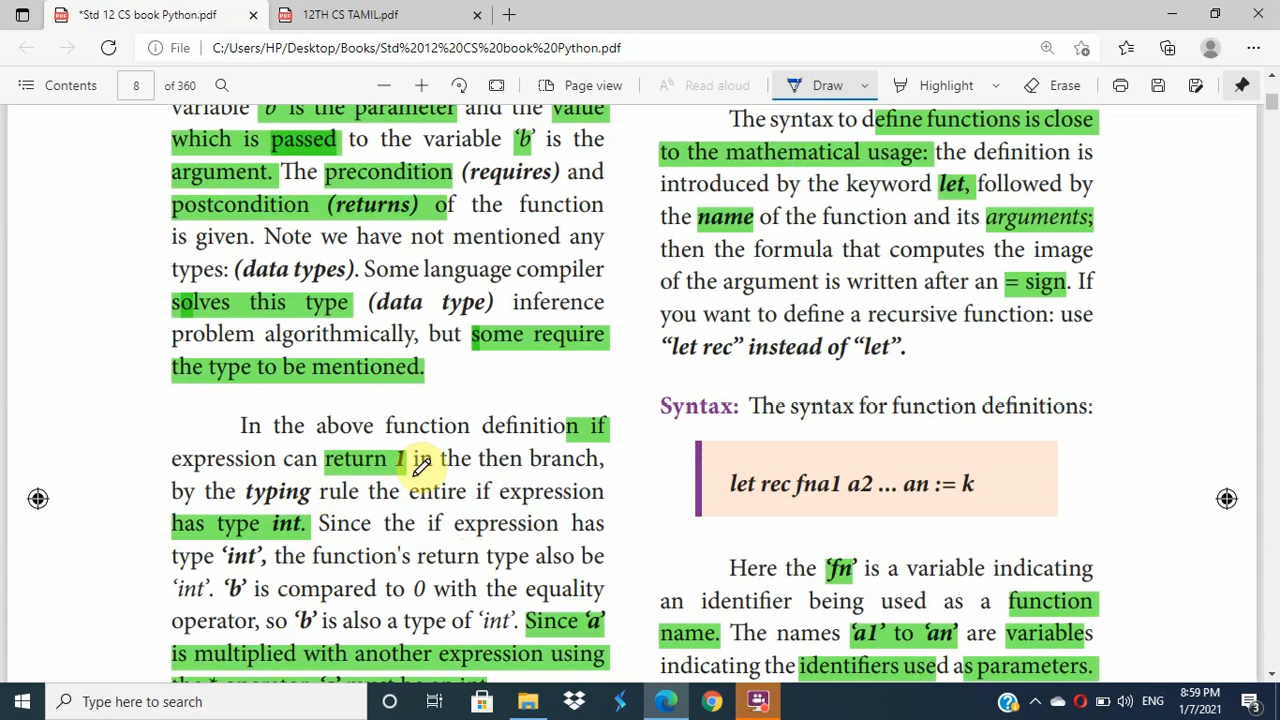 *Std 12 CS book Python.pdf
12TH CS TAMIL.pdf
File
C:/Users/HP/Desktop/Books/Std%2012%20CS%20book%20Python.pdf
Contents
8
of 360
Page view
Read aloud
Draw
Highlight
Erase
variable 'b' is the parameter and the value
which is passed to the variable 'b' is the
argument. The precondition (requires) and
postcondition (returns) of the function
is given. Note we have not mentioned any
types: (data types). Some language compiler
solves this type (data type) inference
problem algorithmically, but some require
the type to be mentioned.
In the above function definition if
expression can return 1 in the then branch,
by the typing rule the entire if expression
has type int. Since the if expression has
type 'int', the function's return type also be
'int'. 'b' is compared to 0 with the equality
operator, so 'b' is also a type of 'int'. Since 'a'
is multiplied with another expression using
the * operator, 'a' must be an int.
The syntax to define functions is close
to the mathematical usage: the definition is
introduced by the keyword let, followed by
the name of the function and its arguments;
then the formula that computes the image
of the argument is written after an = sign. If
you want to define a recursive function: use
"let rec" instead of "let".
Syntax: The syntax for function definitions:
let rec fna1 a2 ... an := k
Here the 'fn' is a variable indicating
an identifier being used as a function
name. The names 'a1' to 'an' are variables
indicating the identifiers used as parameters.
Type here to search
ENG
8:59 PM
1/7/2021
3